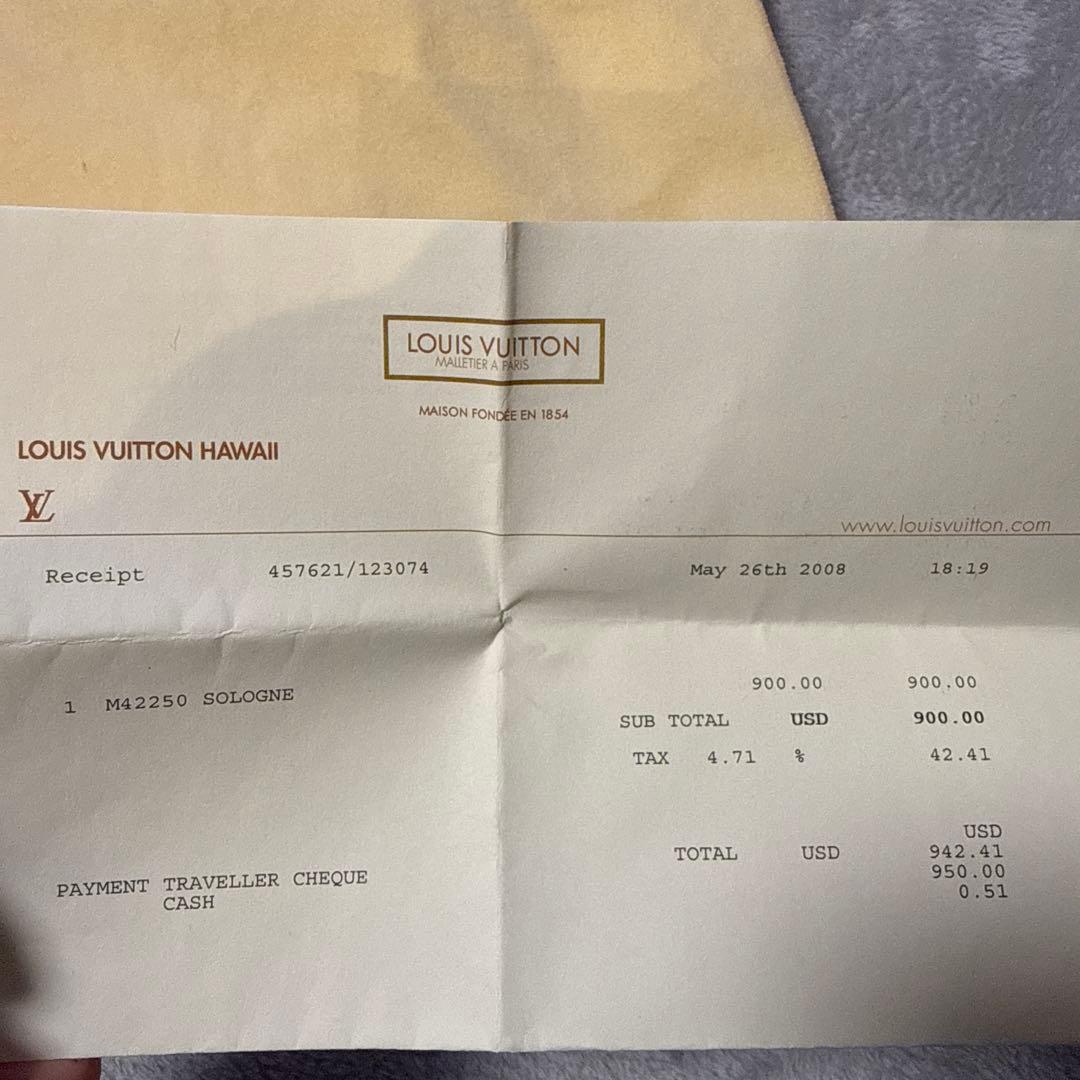 LOUIS VUITTON
MALLETIER A PARIS
MAISON FONDÉE EN 1854
LOUIS VUITTON HAWAII
LV
www.louisvuitton.com
Receipt 457621/123074 May 26th 2008 18:19
1 M42250 SOLOGNE 900.00 900.00
SUB TOTAL USD 900.00
TAX 4.71 % 42.41
USD
TOTAL USD 942.41
PAYMENT TRAVELLER CHEQUE 950.00
CASH 0.51